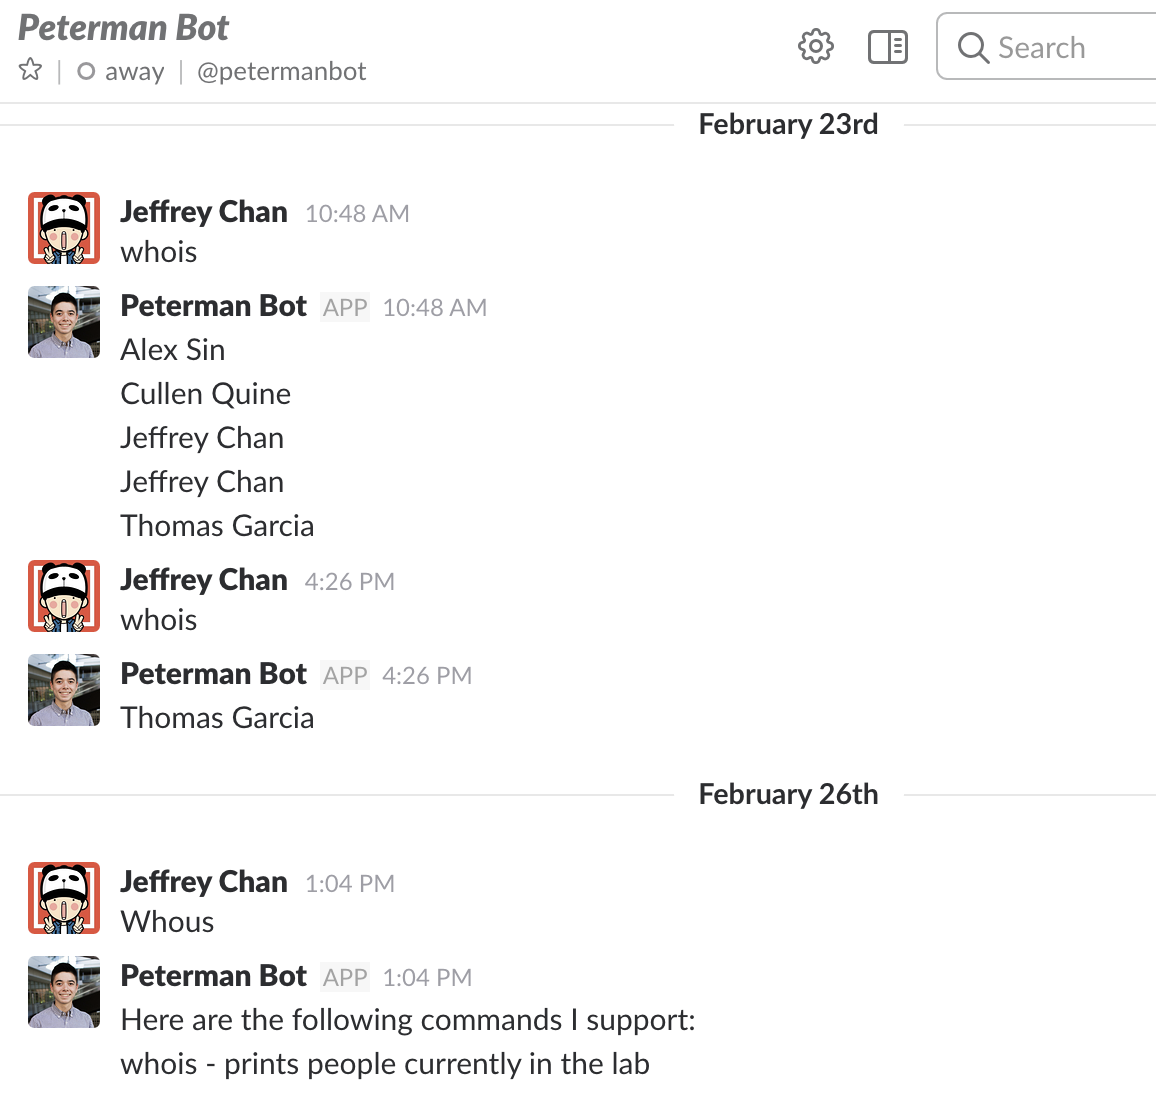 Peterman Bot
away | @petermanbot
Search
February 23rd
Jeffrey Chan 10:48 AM
whois
Peterman Bot APP 10:48 AM
Alex Sin
Cullen Quine
Jeffrey Chan
Jeffrey Chan
Thomas Garcia
Jeffrey Chan 4:26 PM
whois
Peterman Bot APP 4:26 PM
Thomas Garcia
February 26th
Jeffrey Chan 1:04 PM
Whous
Peterman Bot APP 1:04 PM
Here are the following commands I support:
whois - prints people currently in the lab